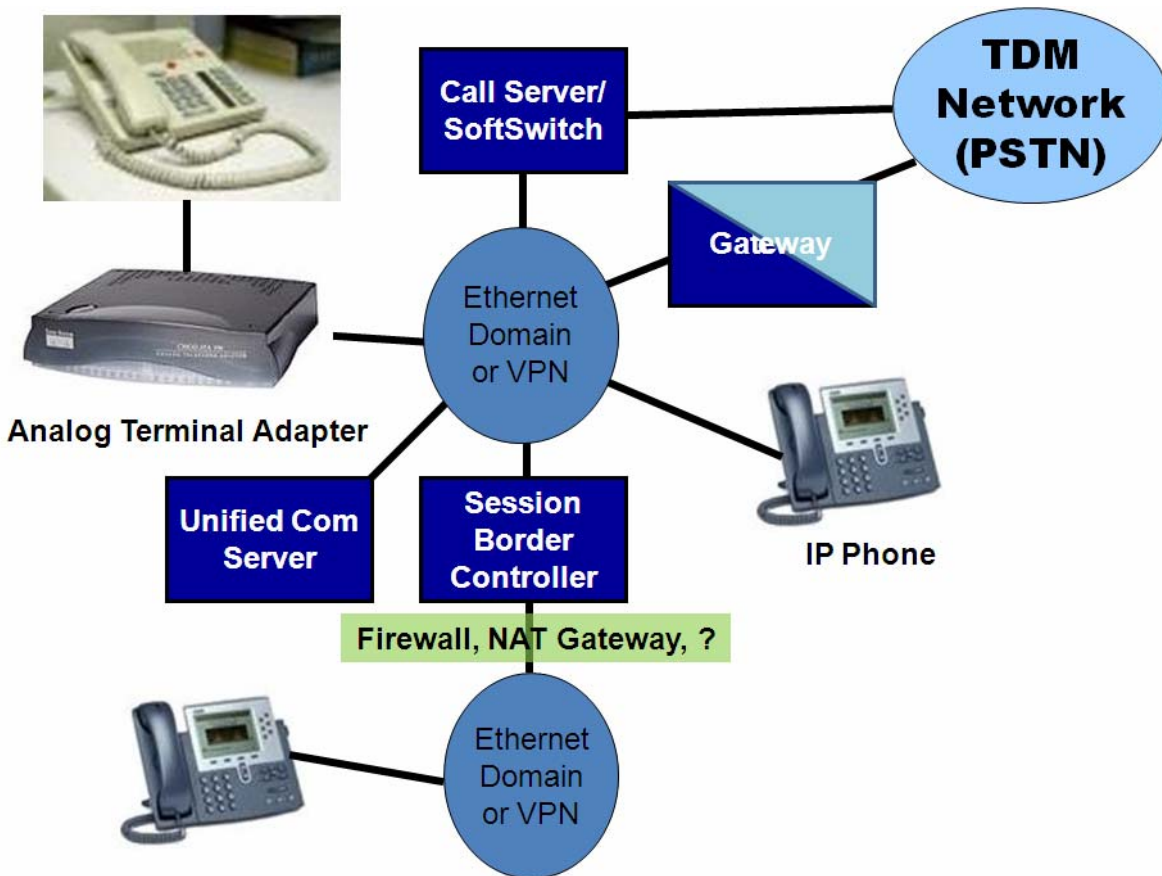 Call Server/
SoftSwitch
TDM
Network
(PSTN)
Gateway
Ethernet
Domain
or VPN
Analog Terminal Adapter
Unified Com
Server
Session
Border
Controller
IP Phone
Firewall, NAT Gateway, ?
Ethernet
Domain
or VPN